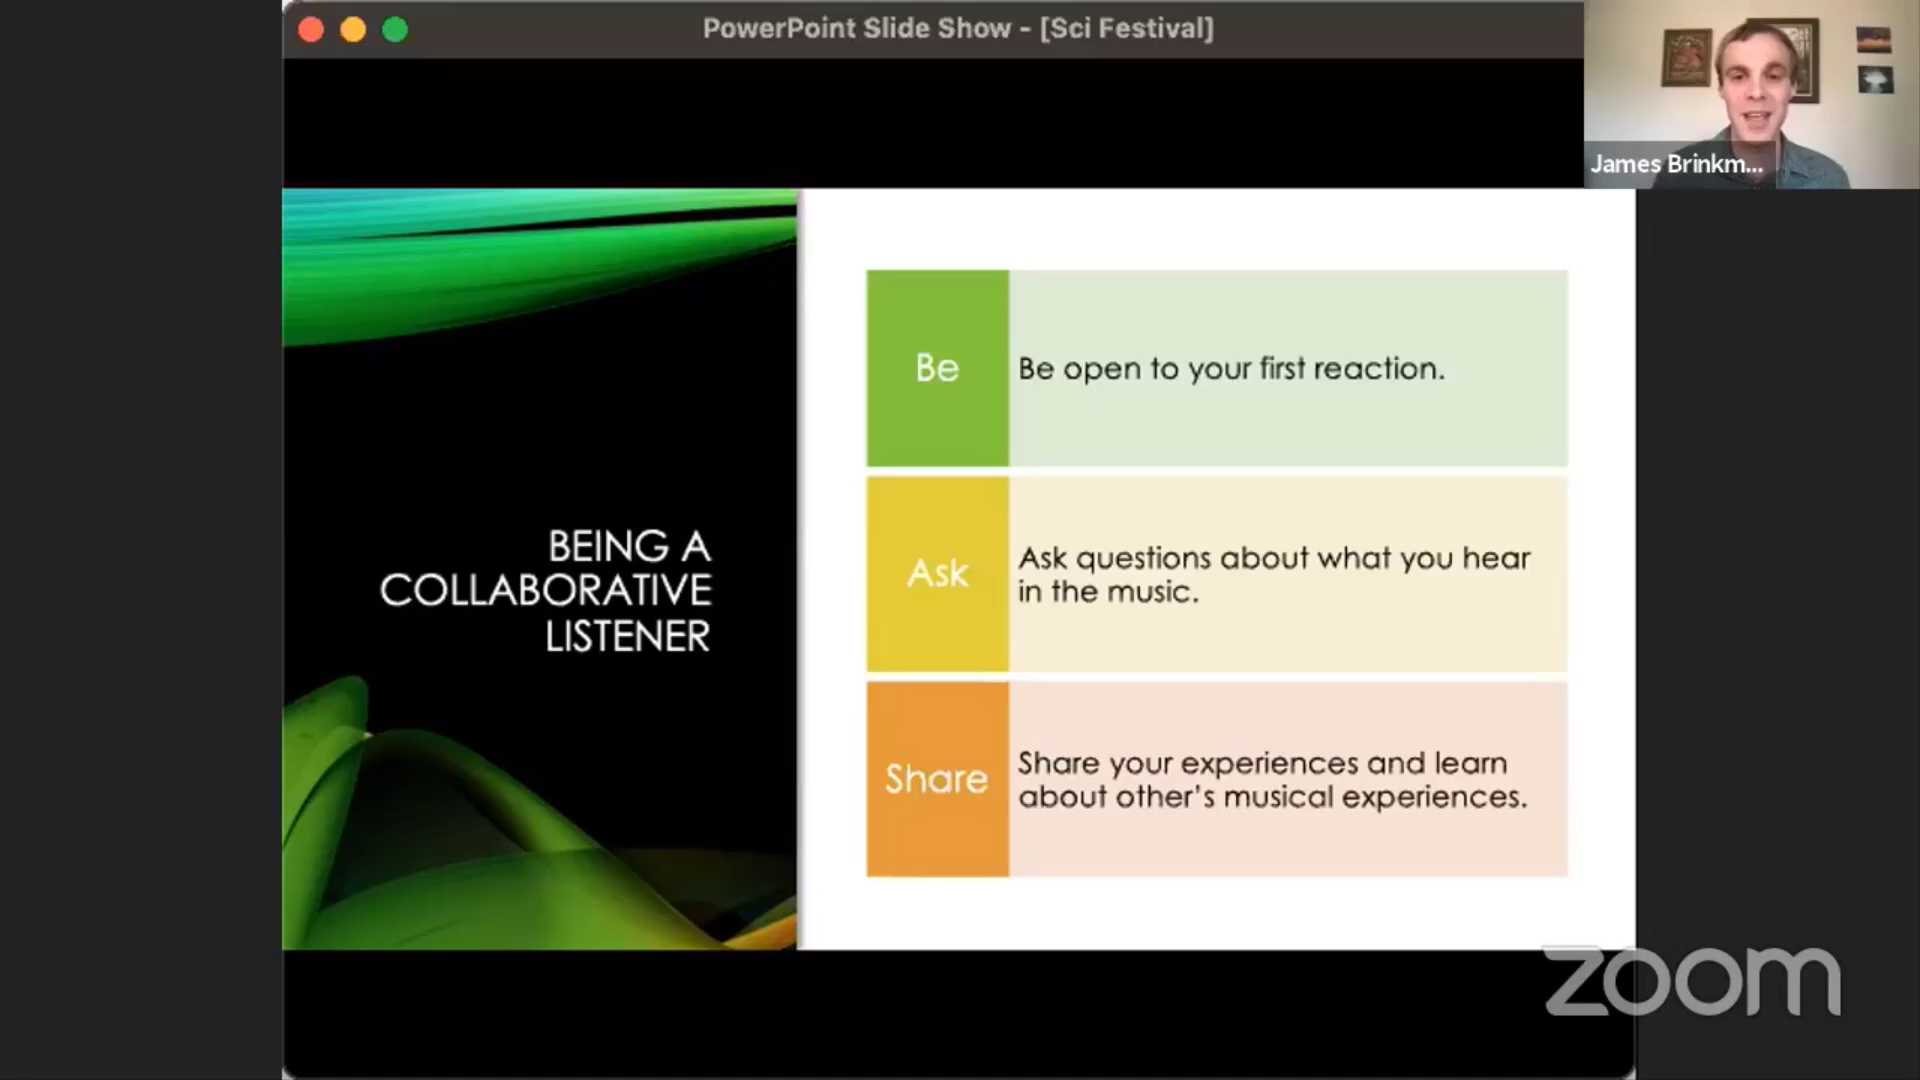 PowerPoint Slide Show - [Sci Festival]
James Brinkm...
BEING A
COLLABORATIVE
LISTENER
Be
Be open to your first reaction.
Ask
Ask questions about what you hear
in the music.
Share
Share your experiences and learn
about other's musical experiences.
zoom